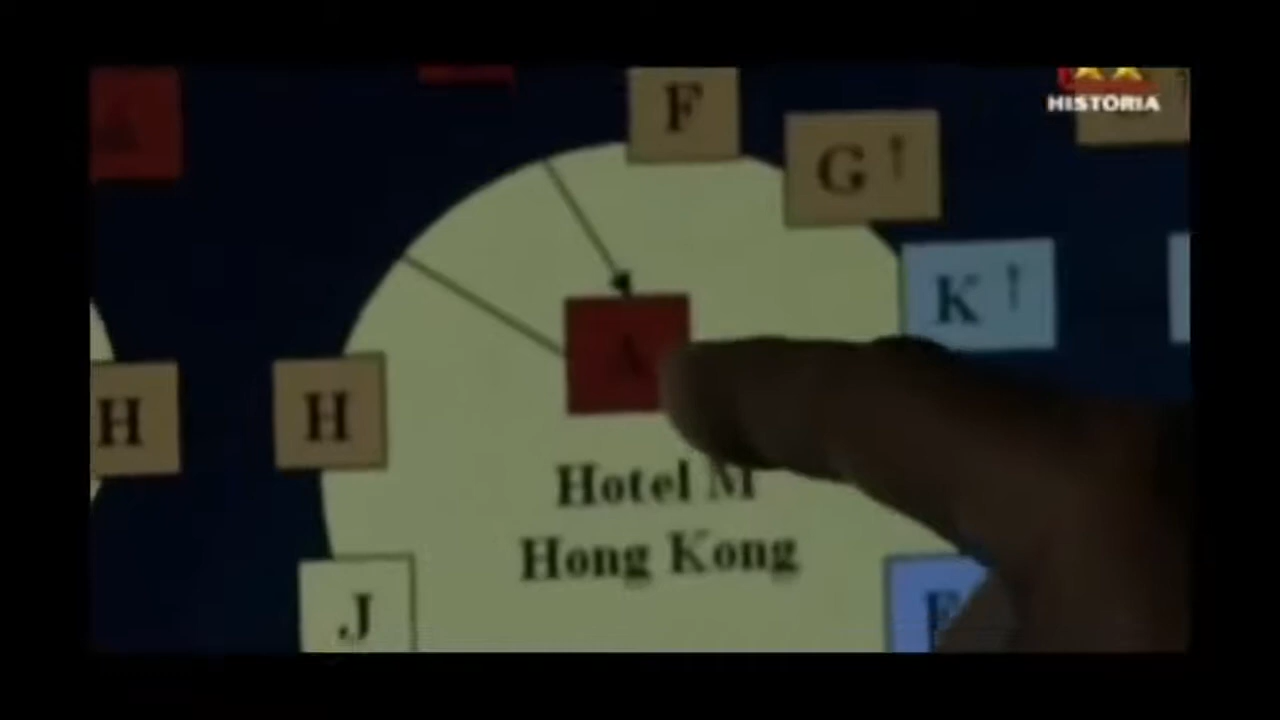 HISTORIA
F
G †
K †
A
A
H
H
Hotel M
Hong Kong
J